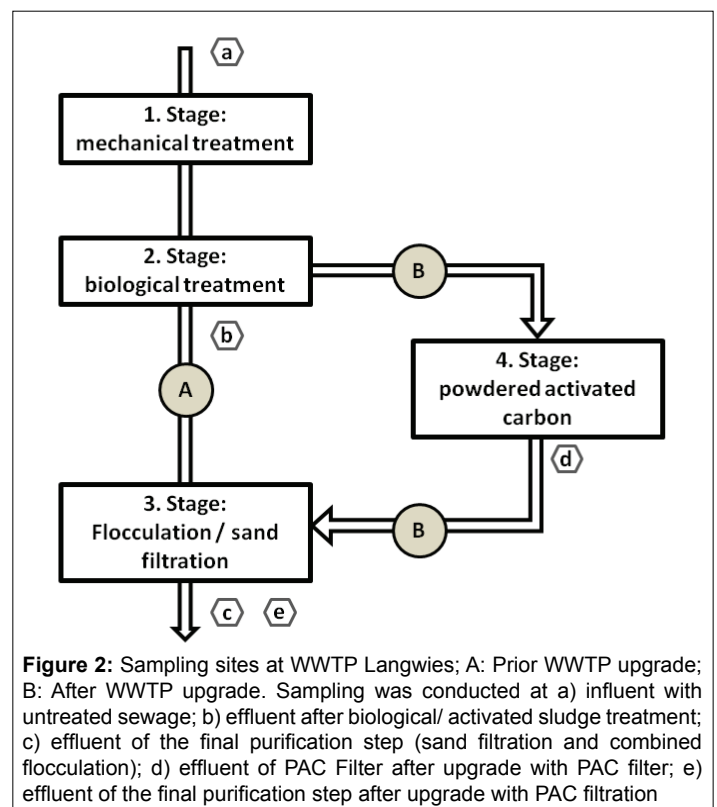 a
1. Stage:
mechanical treatment
2. Stage:
biological treatment
B
b
4. Stage:
powdered activated
carbon
A
d
3. Stage:
Flocculation / sand
filtration
B
c e
Figure 2: Sampling sites at WWTP Langwies; A: Prior WWTP upgrade;
B: After WWTP upgrade. Sampling was conducted at a) influent with
untreated sewage; b) effluent after biological/ activated sludge treatment;
c) effluent of the final purification step (sand filtration and combined
flocculation); d) effluent of PAC Filter after upgrade with PAC filter; e)
effluent of the final purification step after upgrade with PAC filtration